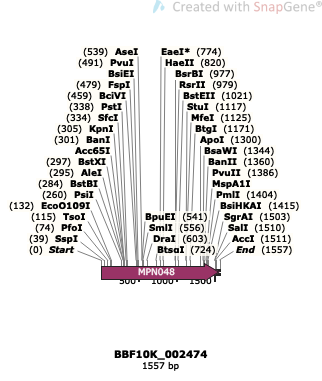 Created with SnapGene®
(539) AseI EaeI* (774)
(491) PvuI HaeII (820)
BsiEI BsrBI (977)
(479) FspI RsrII (979)
(459) BciVI BstEII (1021)
(338) PstI StuI (1117)
(334) SfcI MfeI (1125)
(305) KpnI BtgI (1171)
(301) BanI ApoI (1300)
Acc65I BsaWI (1344)
(297) BstXI BanII (1360)
(295) AleI PvuII (1386)
(284) BstBI MspA1I
(260) PsiI PmlI (1404)
(132) EcoO109I BsiHKAI (1415)
(115) TsoI BpuEI (541) SgrAI (1503)
(74) PfoI SmlI (556) SalI (1510)
(39) SspI DraI (603) AccI (1511)
(0) Start BtsαI (724) End (1557)
MPN048
500 1000 1500
BBF10K_002474
1557 bp